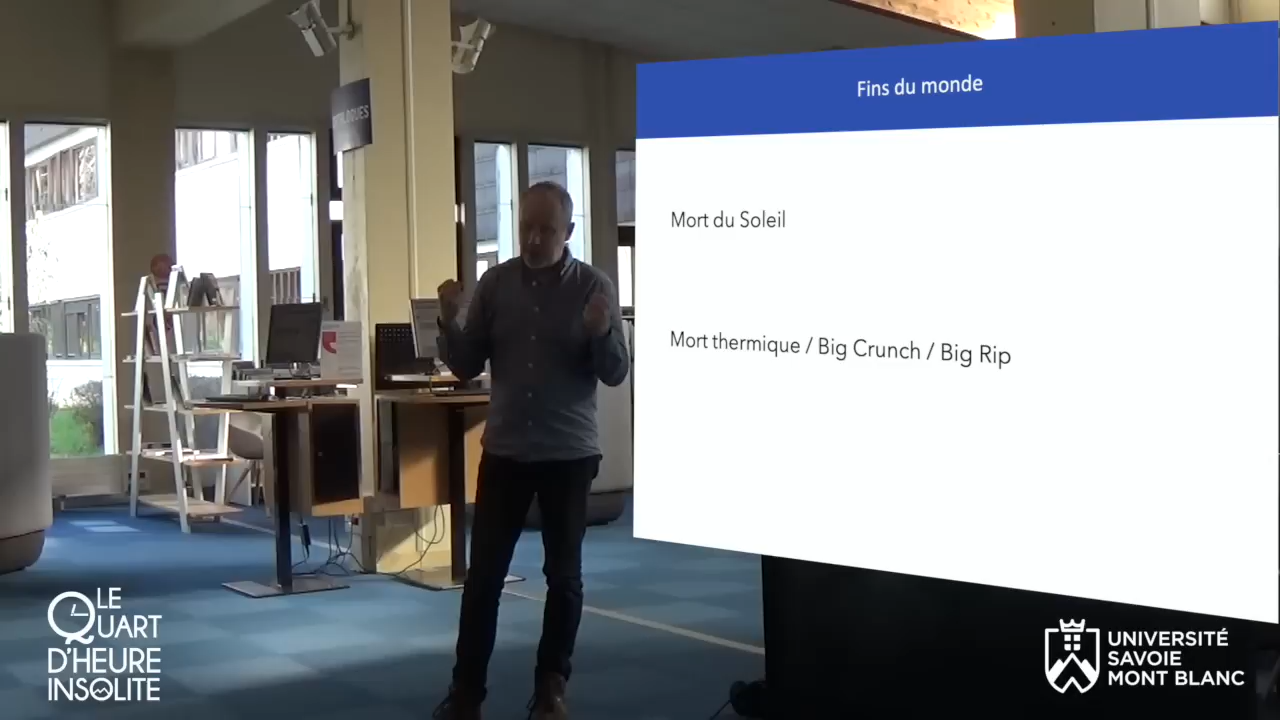 Fins du monde
Mort du Soleil
Mort thermique / Big Crunch / Big Rip
LE
QUART
D'HEURE
INSOLITE
UNIVERSITÉ
SAVOIE
MONT BLANC